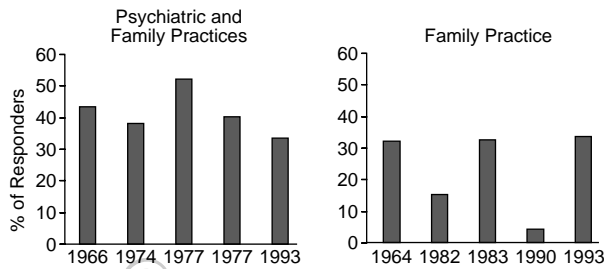 Psychiatric and
Family Practices
% of Responders
60
50
40
30
20
10
0
1966 1974 1977 1977 1993
Family Practice
60
50
40
30
20
10
0
1964 1982 1983 1990 1993